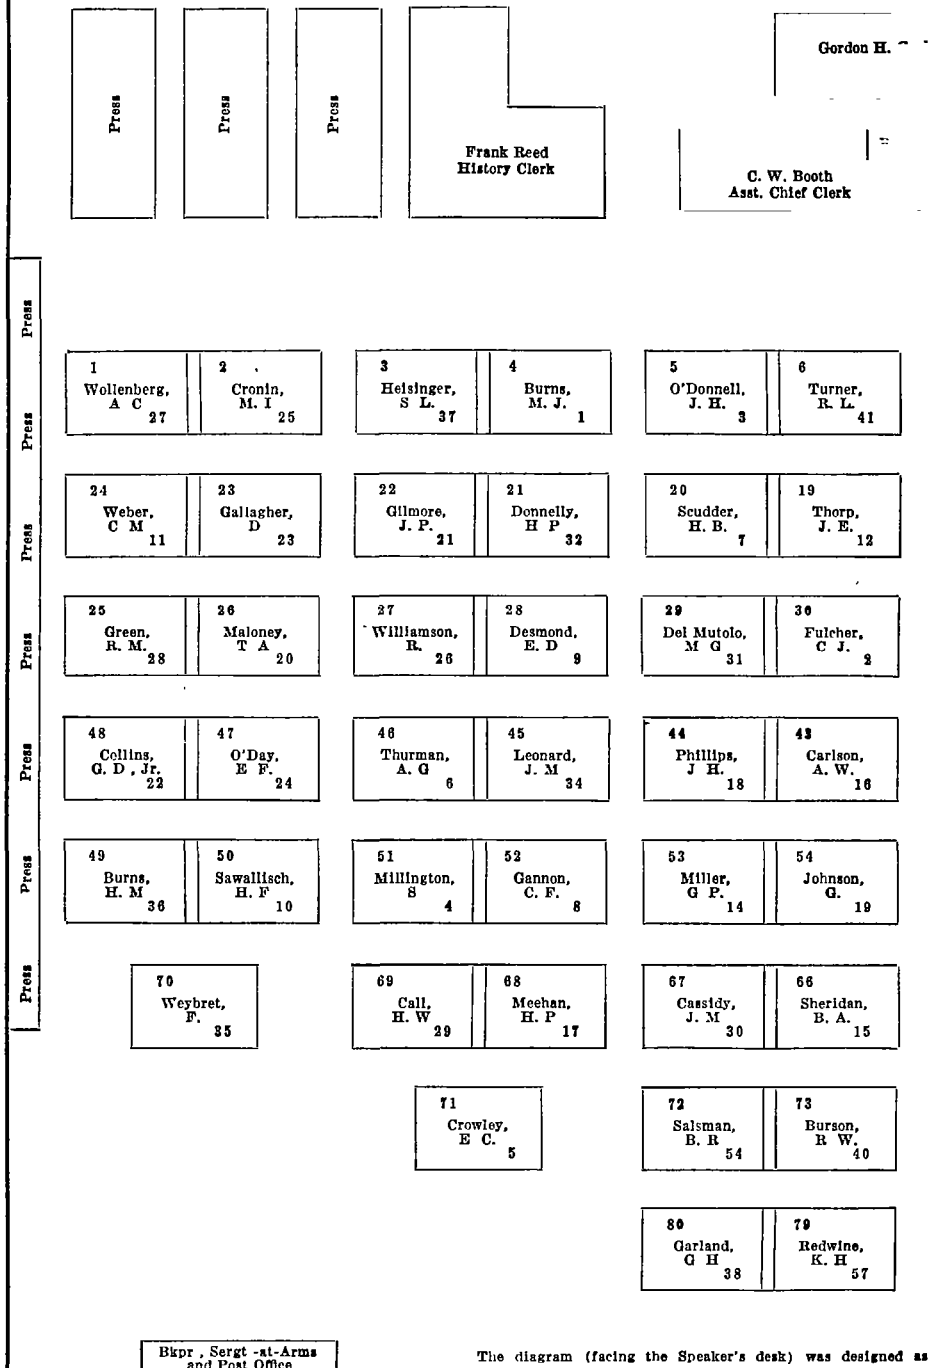 Press
Press
Press
Frank Reed
History Clerk
Gordon H.
C. W. Booth
Asst. Chief Clerk
Press
Press
Press
Press
Press
Press
Press
1
Wollenberg,
A C
27
2
Cronin,
M. I
25
3
Heisinger,
S L.
37
4
Burns,
M. J.
1
5
O'Donnell,
J. H.
3
6
Turner,
R. L.
41
24
Weber,
C M
11
23
Gallagher,
D
23
22
Gilmore,
J. P.
21
21
Donnelly,
H P
32
20
Scudder,
H. B.
7
19
Thorp,
J. E.
12
25
Green,
R. M.
28
26
Maloney,
T A
20
27
Williamson,
R.
26
28
Desmond,
E. D
9
29
Del Mutolo,
M G
31
30
Fulcher,
C J.
2
48
Collins,
G. D , Jr.
22
47
O'Day,
E F.
24
46
Thurman,
A. G
6
45
Leonard,
J. M
34
44
Phillips,
J H.
18
43
Carlson,
A. W.
16
49
Burns,
H. M
36
50
Sawallisch,
H. F
10
51
Millington,
S
4
52
Gannon,
C. F.
8
53
Miller,
G P.
14
54
Johnson,
G.
19
70
Weybret,
F.
35
69
Call,
H. W
29
68
Meehan,
H. P
17
67
Cassidy,
J. M
30
66
Sheridan,
B. A.
15
71
Crowley,
E C.
5
72
Salsman,
B. R
54
73
Burson,
R W.
40
80
Garland,
G H
38
79
Redwine,
K. H
57
Bkpr , Sergt -at-Arms
and Post Office
The diagram (facing the Speaker's desk) was designed as